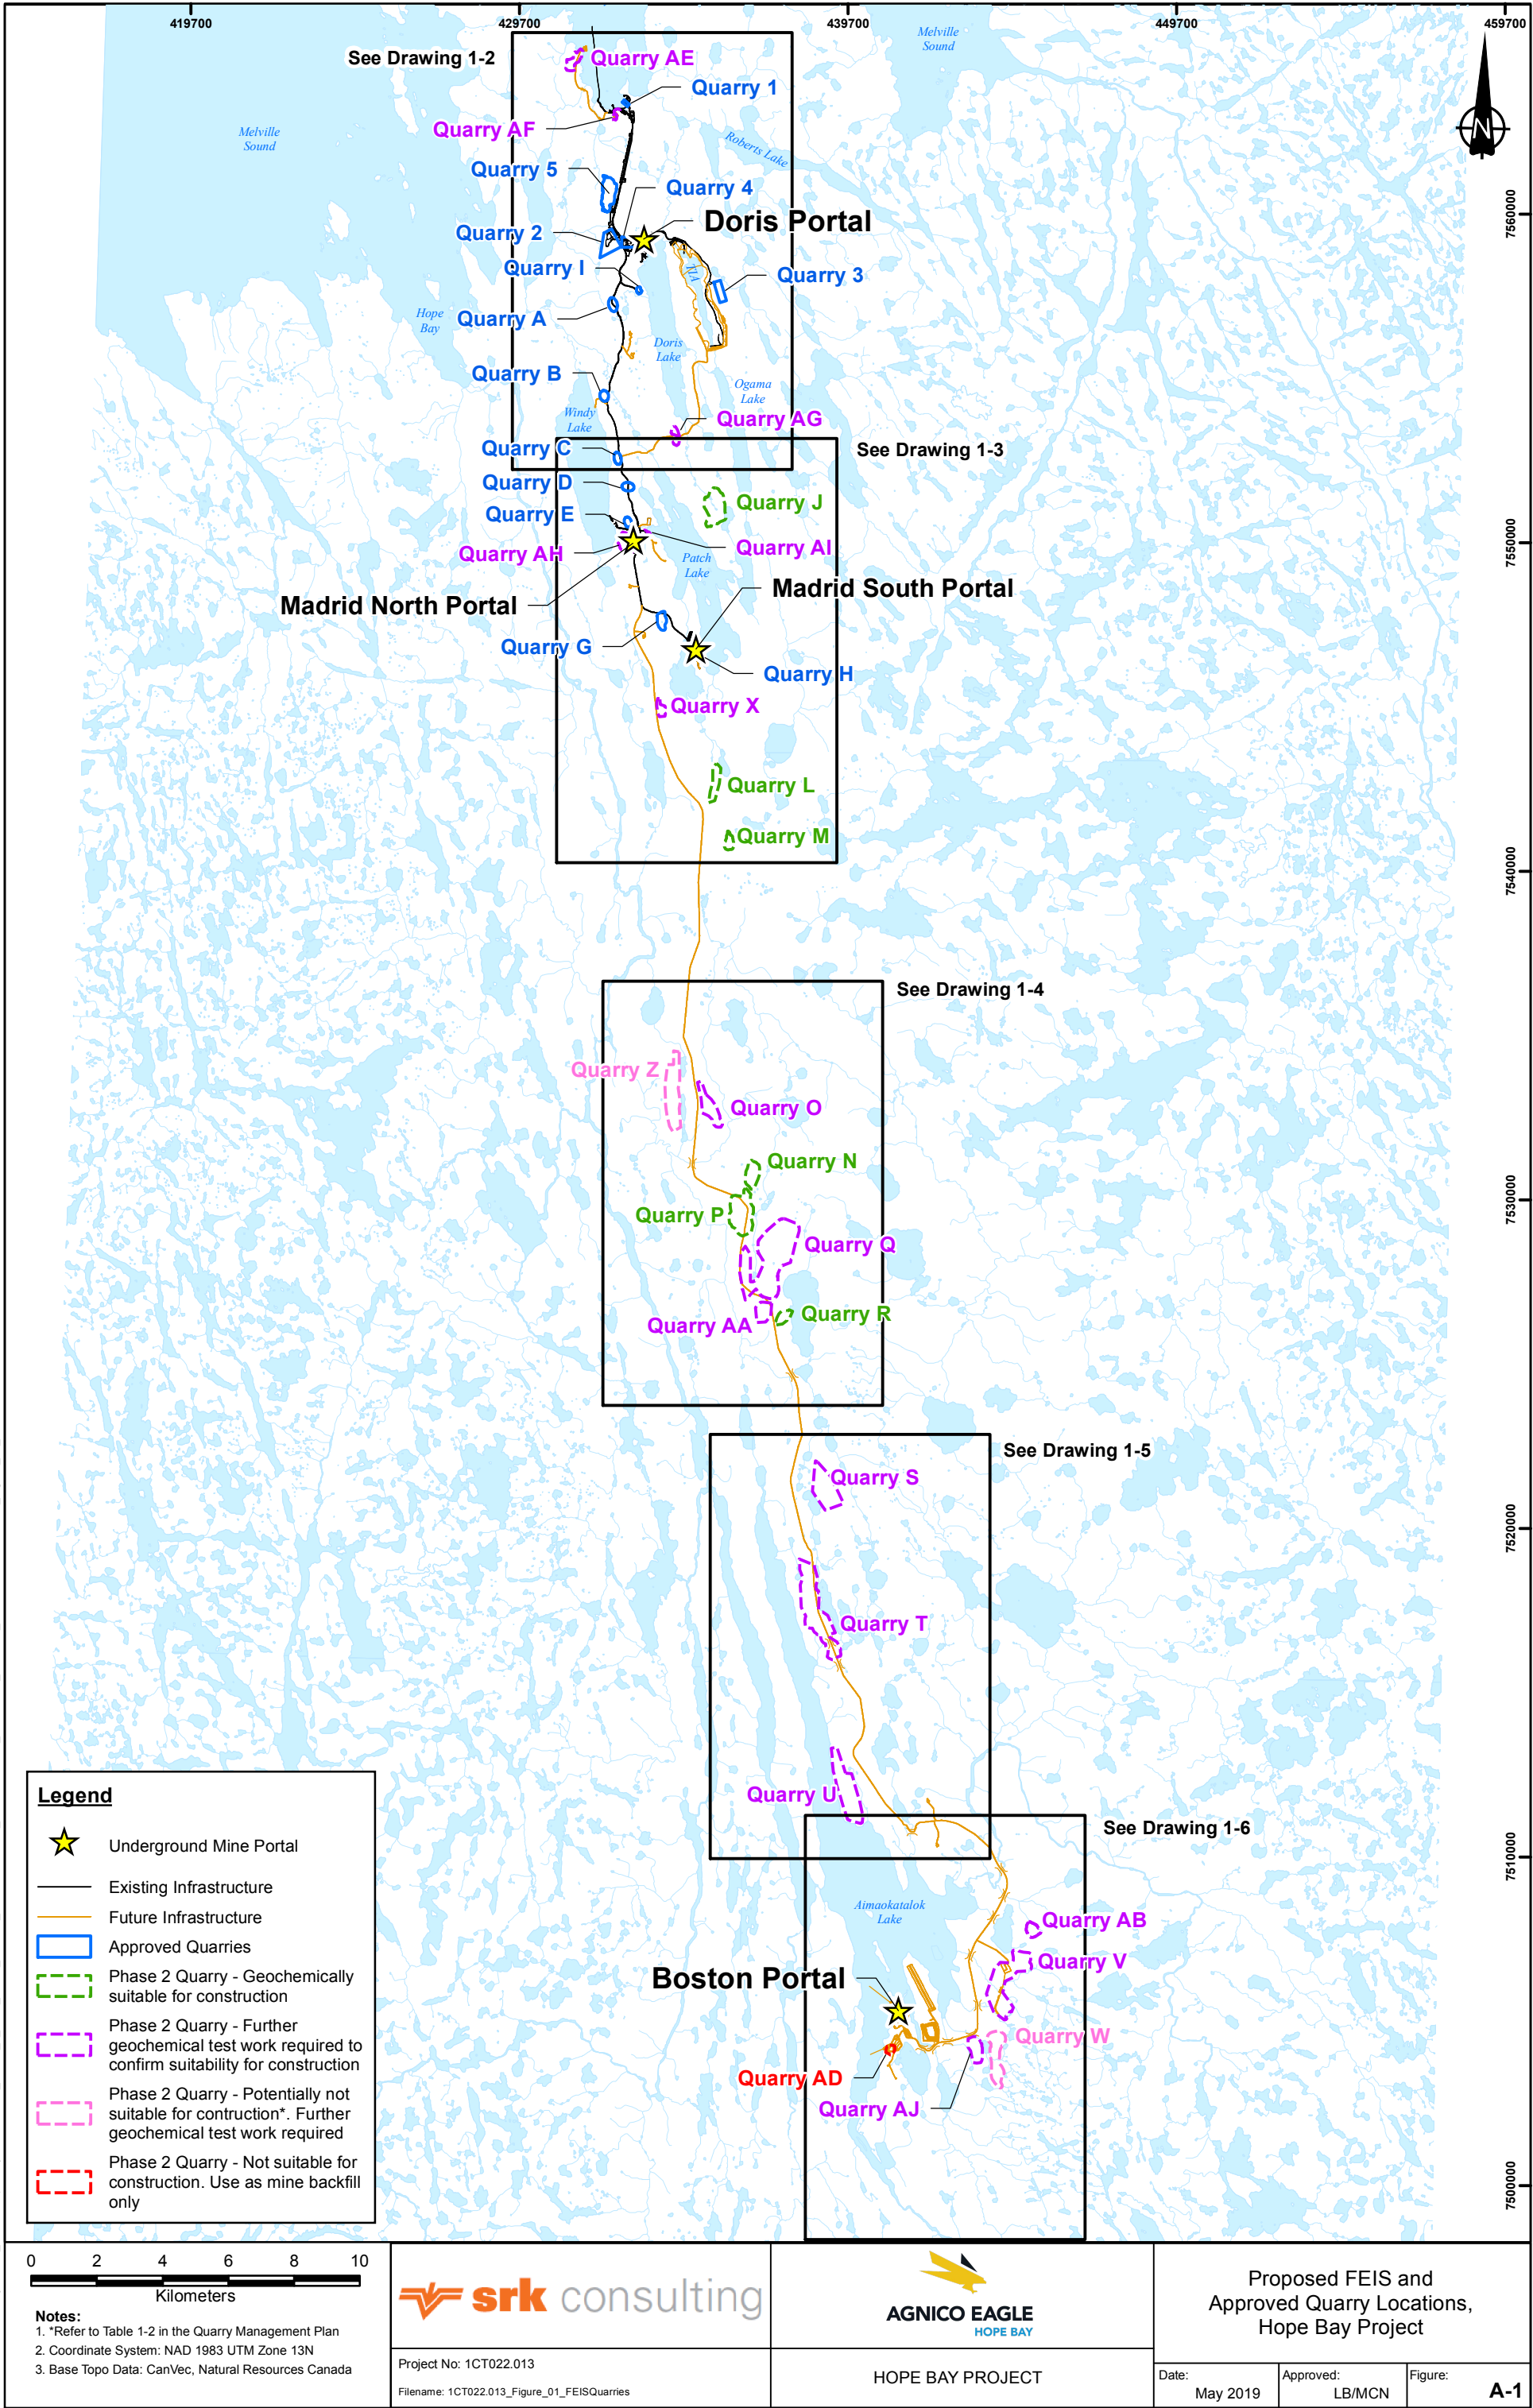 419700
429700
439700
449700
459700
See Drawing 1-2
Quarry AE
Melville
Sound
Quarry 1
N
Quarry AF
Melville
Sound
Roberts Lake
Quarry 5
Quarry 4
7560000
Doris Portal
Quarry 2
Quarry I
TIA
Quarry 3
Hope
Bay
Quarry A
Doris
Lake
Quarry B
Ogama
Lake
Windy
Lake
Quarry AG
Quarry C
See Drawing 1-3
Quarry D
Quarry J
Quarry E
7550000
Quarry AH
Quarry AI
Patch
Lake
Madrid South Portal
Madrid North Portal
Quarry G
Quarry H
Quarry X
Quarry L
Quarry M
7540000
See Drawing 1-4
Quarry Z
Quarry O
Quarry N
7530000
Quarry P
Quarry Q
Quarry R
Quarry AA
See Drawing 1-5
Quarry S
7520000
Quarry T
Quarry U
See Drawing 1-6
7510000
Aimaokatalok
Lake
Quarry AB
Quarry V
Boston Portal
Quarry W
Quarry AD
Quarry AJ
7500000
Legend
Underground Mine Portal
Existing Infrastructure
Future Infrastructure
Approved Quarries
Phase 2 Quarry - Geochemically
suitable for construction
Phase 2 Quarry - Further
geochemical test work required to
confirm suitability for construction
Phase 2 Quarry - Potentially not
suitable for contruction*. Further
geochemical test work required
Phase 2 Quarry - Not suitable for
construction. Use as mine backfill
only
0 2 4 6 8 10
Kilometers
Notes:
1. *Refer to Table 1-2 in the Quarry Management Plan
2. Coordinate System: NAD 1983 UTM Zone 13N
3. Base Topo Data: CanVec, Natural Resources Canada
srk consulting
Project No: 1CT022.013
Filename: 1CT022.013_Figure_01_FEISQuarries
AGNICO EAGLE
HOPE BAY
HOPE BAY PROJECT
Proposed FEIS and
Approved Quarry Locations,
Hope Bay Project
Date:
May 2019
Approved:
LB/MCN
Figure:
A-1